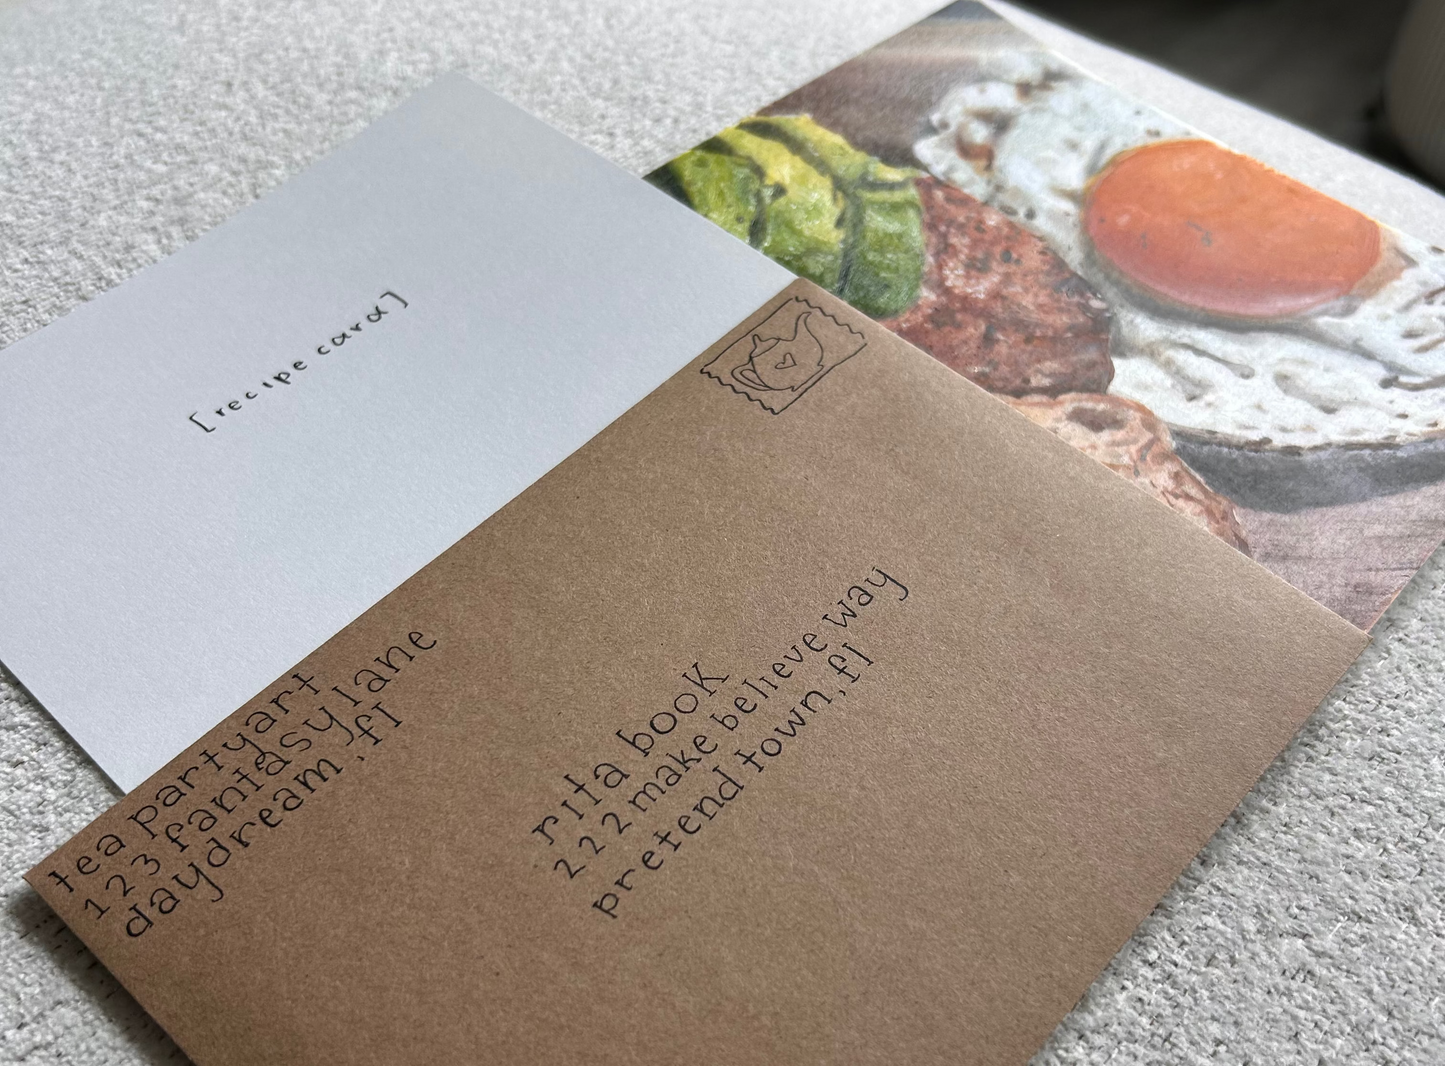 [recipe card]
tea partyart
123 fantasy lane
daydream, fl
rita book
222 make believe way
pretend town, fl